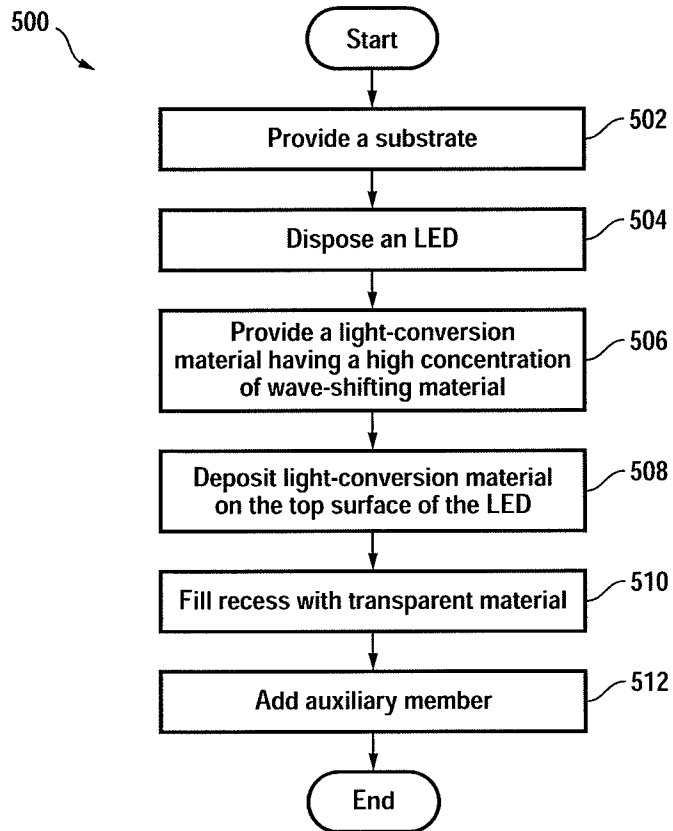 500
Start
Provide a substrate
502
Dispose an LED
504
Provide a light-conversion
material having a high concentration
of wave-shifting material
506
Deposit light-conversion material
on the top surface of the LED
508
Fill recess with transparent material
510
Add auxiliary member
512
End